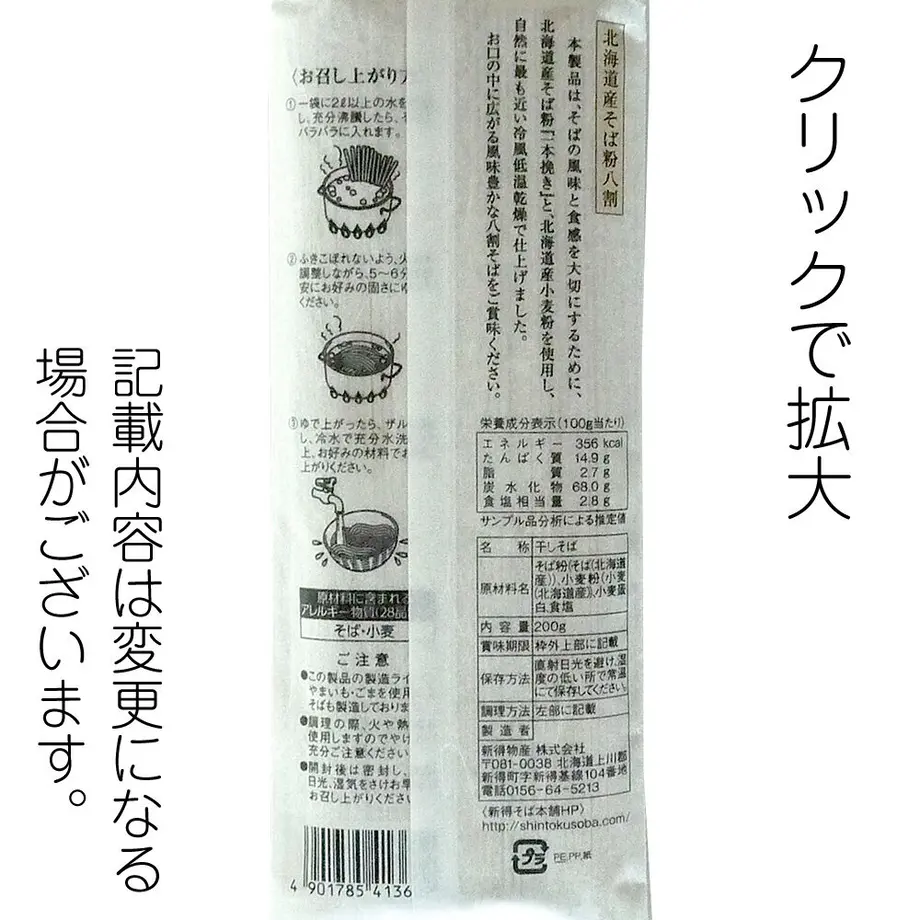 クリックで拡大
北海道産そば粉八割
本製品は、そばの風味と食感を大切にするために、
北海道産そば粉「一本挽き」と、北海道産小麦粉を使用し、
自然に最も近い冷風低温乾燥で仕上げました。
お口の中に広がる風味豊かな八割そばをご賞味ください。
栄養成分表示(100g当たり)
エネルギー 356 kcal
たんぱく質 14.9 g
脂質 2.7 g
炭水化物 68.0 g
食塩相当量 2.8 g
サンプル品分析による推定値
名称 干しそば
原材料名 そば粉(そば(北海道
産))、小麦粉(小麦
(北海道産))、小麦蛋
白、食塩
内容量 200g
賞味期限 枠外上部に記載
保存方法 直射日光を避け、湿
度の低い所で常温
にて保存してください。
調理方法 左部に記載
製造者
新得物産 株式会社
〒081-0038 北海道上川郡
新得町字新得基線104番地
電話0156-64-5213
〈新得そば本舗HP〉
http://shintokusoba.com/
プラ
PE,PP,紙
〈お召し上がり方
①一袋に2ℓ以上の水を
し、充分沸騰したら、そ
バラバラに入れます。
②ふきこぼれないよう、火
調整しながら、5〜6分
安にお好みの固さにゆ
ください。
③ゆで上がったら、ザル
し、冷水で充分水洗
上、お好みの材料でお
上がりください。
原材料に含まれる
アレルギー物質(28品
そば・小麦
ご注意
●この製品の製造ライ
やまいも・ごまを使用
そばも製造しておりま
●調理の際、火や熱
使用しますのでやけ
充分ご注意ください
●開封後は密封し、
日光、湿気をさけお早
お召し上がりください
4 901785 4136
記載内容は変更になる
場合がございます。